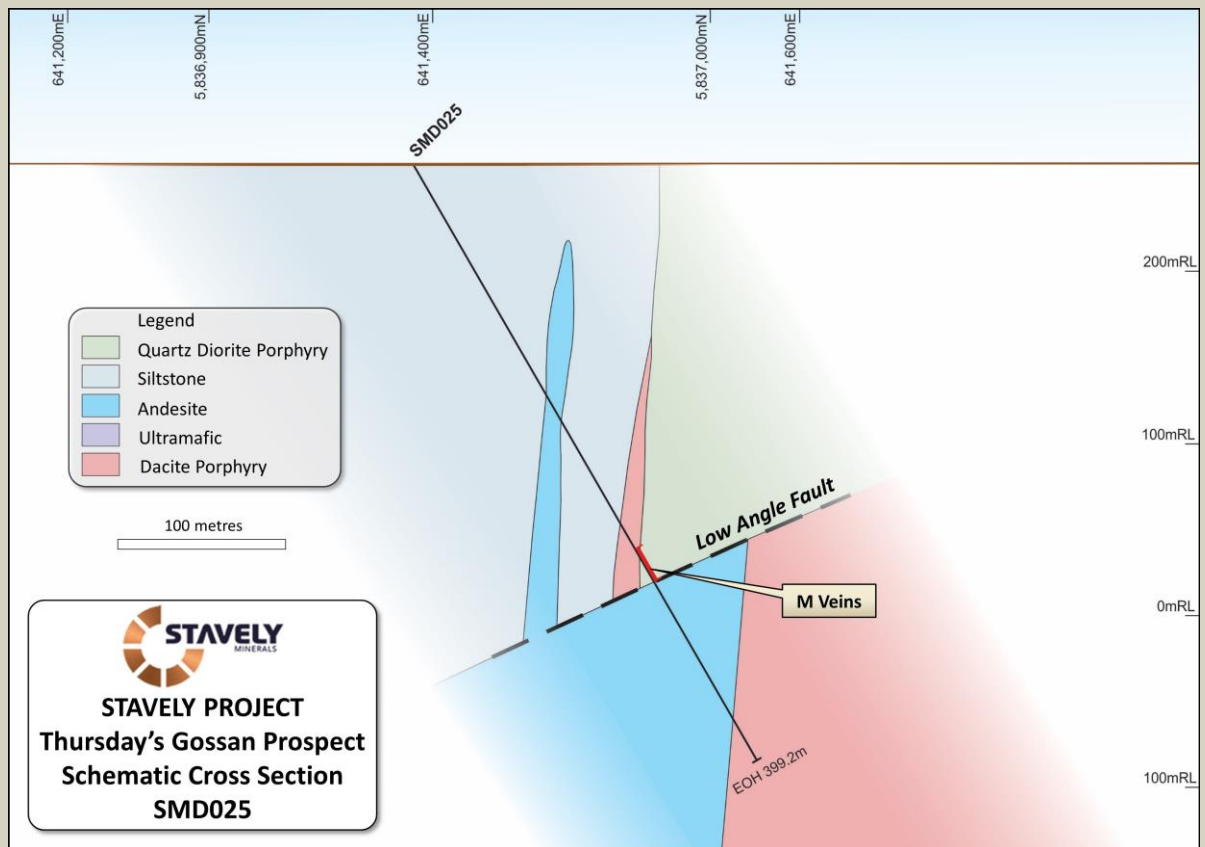 641,200mE
5,836,900mN
641,400mE
5,837,000mN
641,600mE
SMD025
200mRL
Legend
Quartz Diorite Porphyry
Siltstone
Andesite
Ultramafic
Dacite Porphyry
100mRL
Low Angle Fault
100 metres
M Veins
0mRL
STAVELY
MINERALS
STAVELY PROJECT
Thursday's Gossan Prospect
Schematic Cross Section
SMD025
EOH 399.2m
100mRL